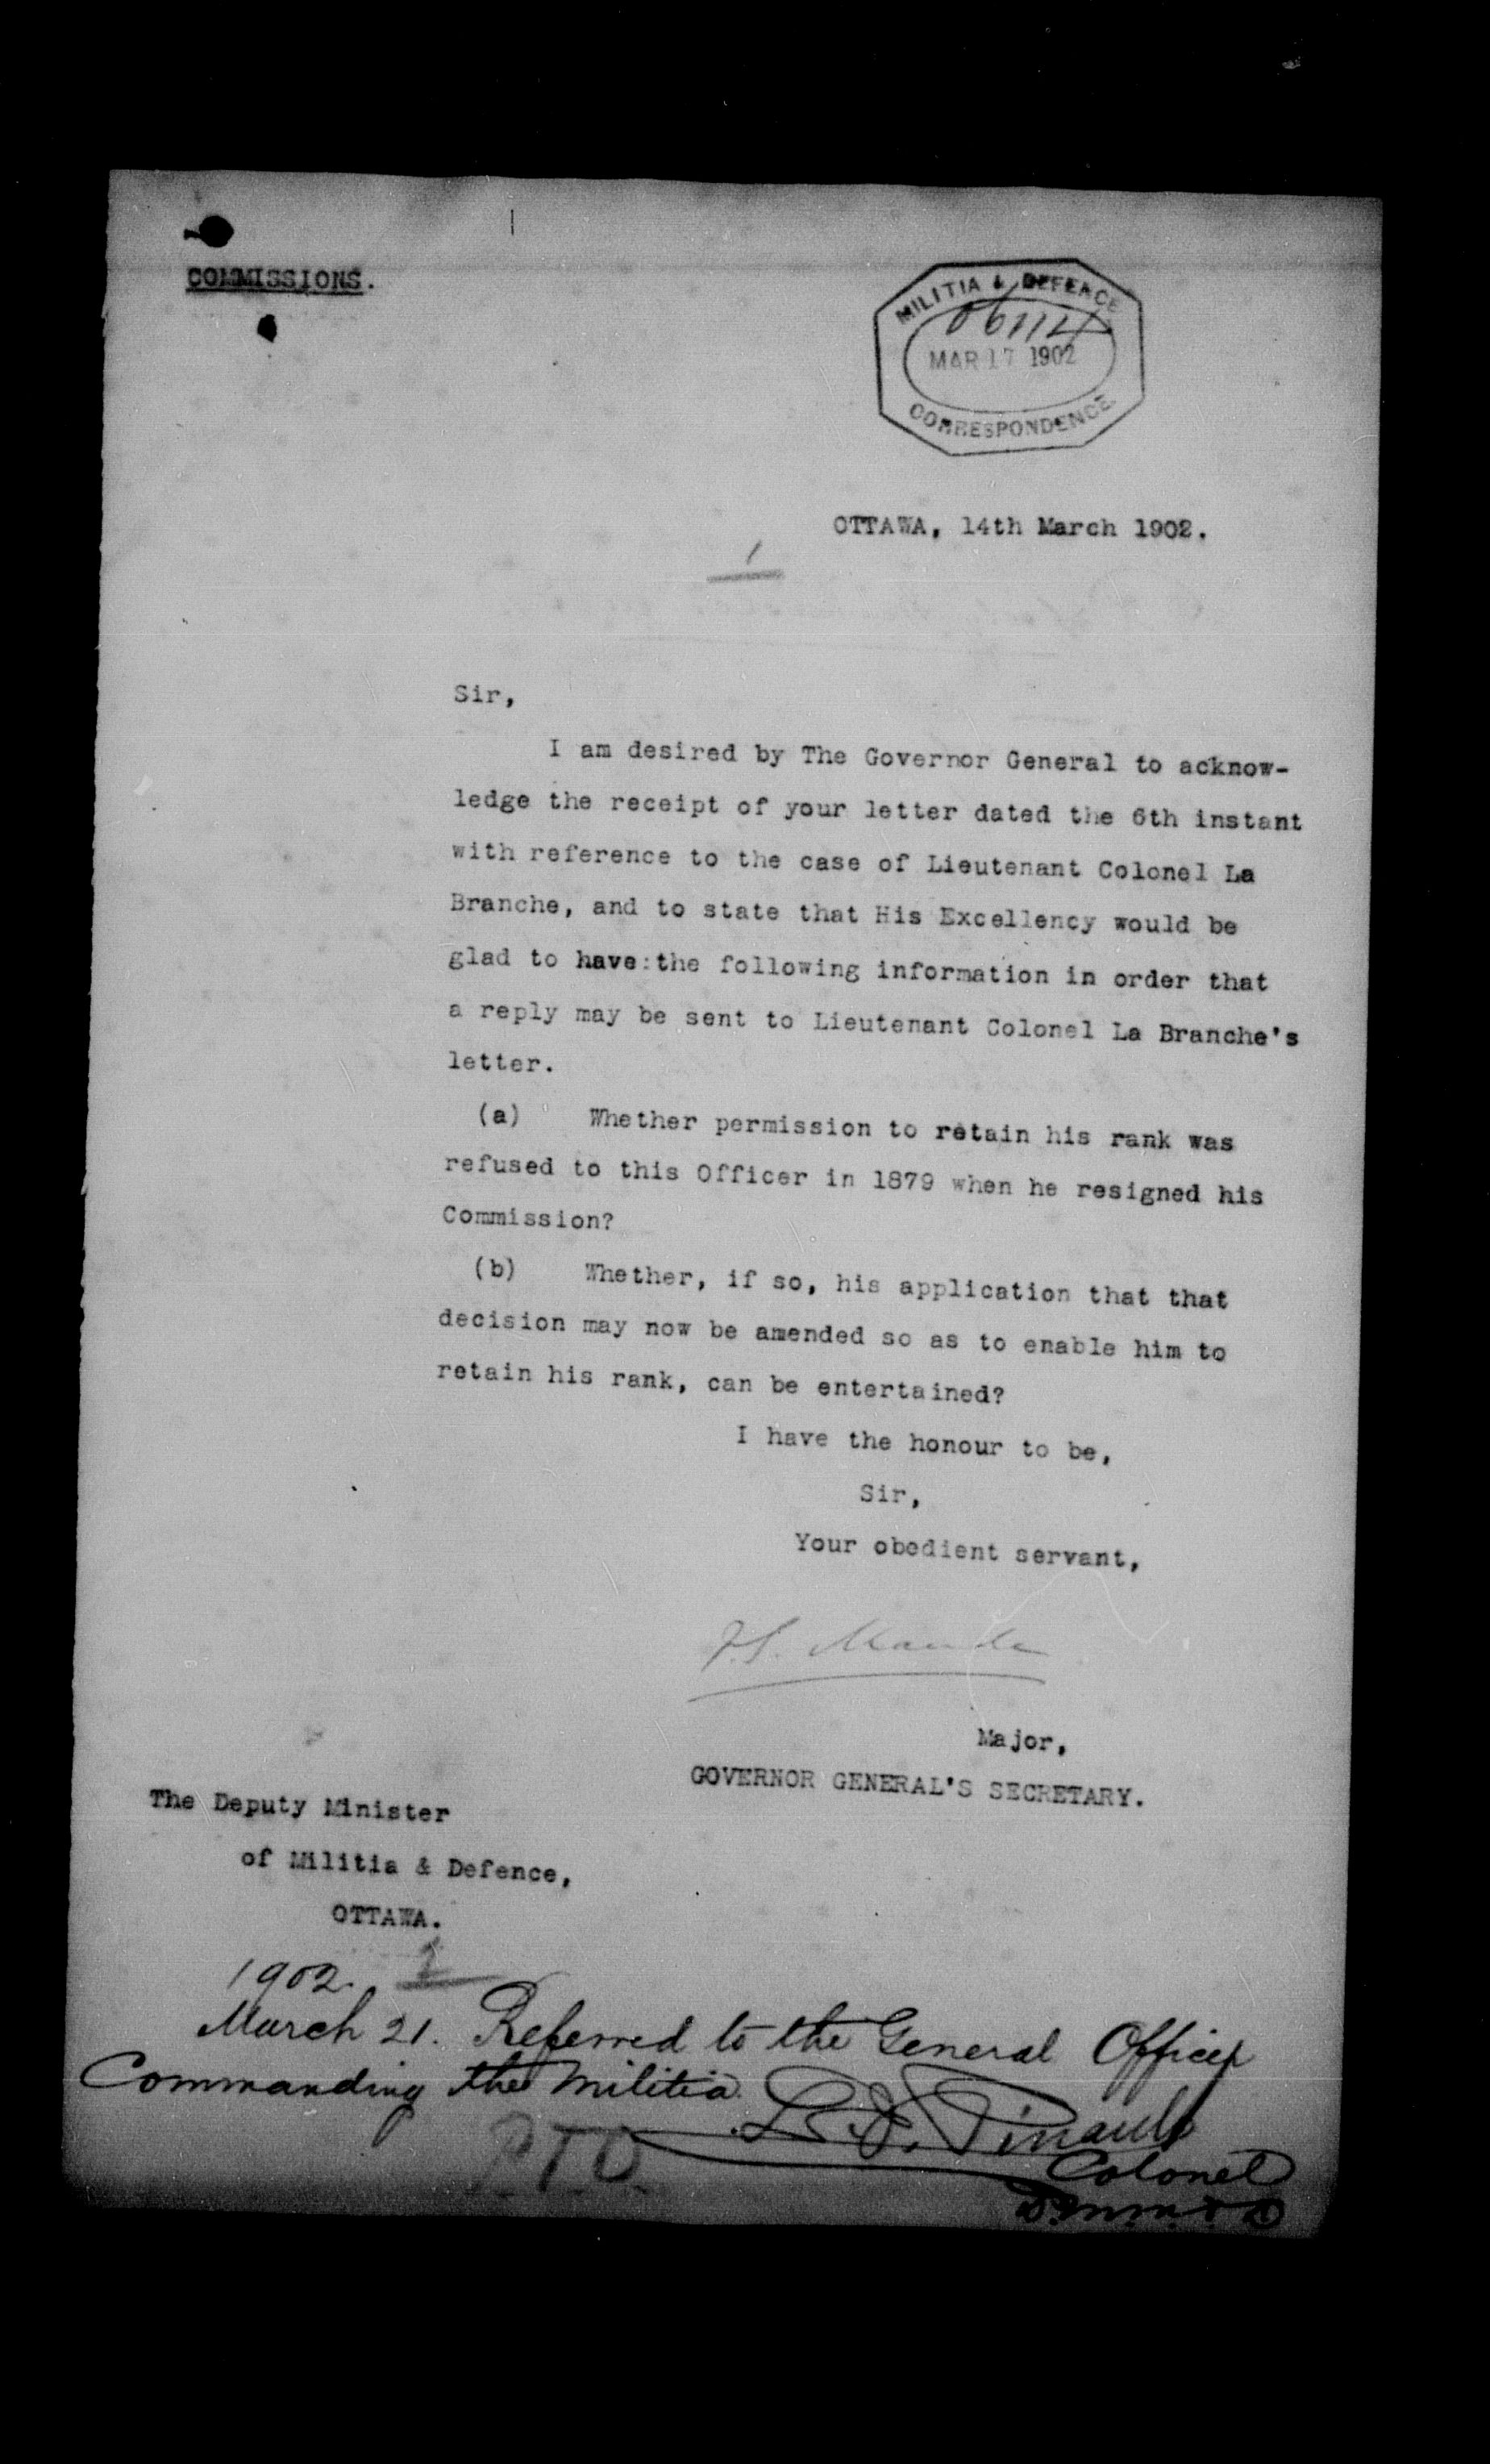 COMMISSIONS.
MILITIA & DEFENCE
MAR 17 1902
CORRESPONDENCE.
OTTAWA, 14th March 1902.
1
Sir,
I am desired by The Governor General to acknow-
ledge the receipt of your letter dated the 6th instant
with reference to the case of Lieutenant Colonel La
Branche, and to state that His Excellency would be
glad to have:the following information in order that
a reply may be sent to Lieutenant Colonel La Branche's
letter.
(a) Whether permission to retain his rank was
refused to this Officer in 1879 when he resigned his
Commission?
(b) Whether, if so, his application that that
decision may now be amended so as to enable him to
retain his rank, can be entertained?
I have the honour to be,
Sir,
Your obedient servant,
F.S. Maude
Major,
GOVERNOR GENERAL'S SECRETARY.
The Deputy Minister
of Militia & Defence,
OTTAWA.
1902. 2
March 21. Referred to the General Officer
Commanding the Militia.
L. F. Pinault
Colonel
D.M.M. & D
PTO